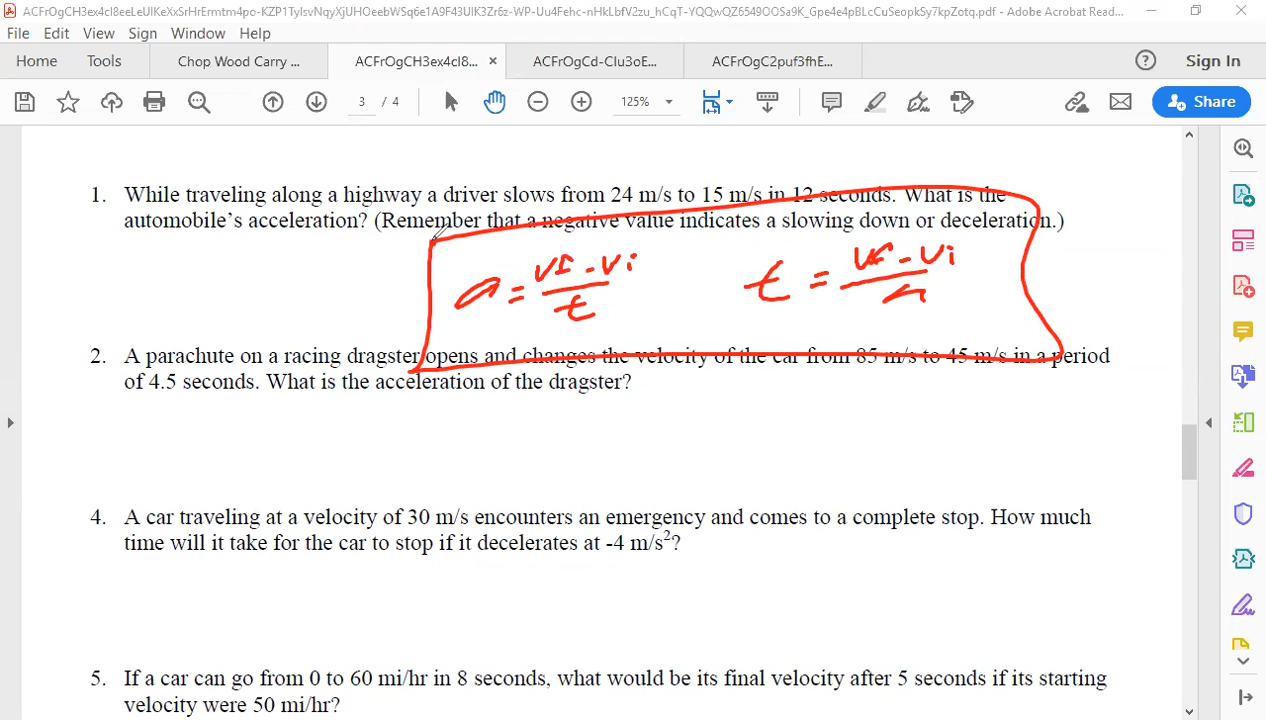 ACFrOgCH3ex4cl8eeLeUIKeXxSrHrErmtm4po-KZP1TylsvNqyXjUHOeebWSq6e1A9F43UIK3Zr6z-WP-Uu4Fehc-nHkLbfV2zu_hCqT-YQQwQZ6549OOSa9K_Gpe4e4pBLcCuSeopkSy7kpZotq.pdf - Adobe Acrobat Read...
File Edit View Sign Window Help
Home Tools Chop Wood Carry ... ACFrOgCH3ex4cl8... × ACFrOgCd-CIu3oE... ACFrOgC2puf3fhE... Sign In
3 / 4 125% Share
1. While traveling along a highway a driver slows from 24 m/s to 15 m/s in 12 seconds. What is the
automobile's acceleration? (Remember that a negative value indicates a slowing down or deceleration.)
a = vf - vi / t t = vf - vi / a
2. A parachute on a racing dragster opens and changes the velocity of the car from 85 m/s to 45 m/s in a period
of 4.5 seconds. What is the acceleration of the dragster?
4. A car traveling at a velocity of 30 m/s encounters an emergency and comes to a complete stop. How much
time will it take for the car to stop if it decelerates at -4 m/s²?
5. If a car can go from 0 to 60 mi/hr in 8 seconds, what would be its final velocity after 5 seconds if its starting
velocity were 50 mi/hr?